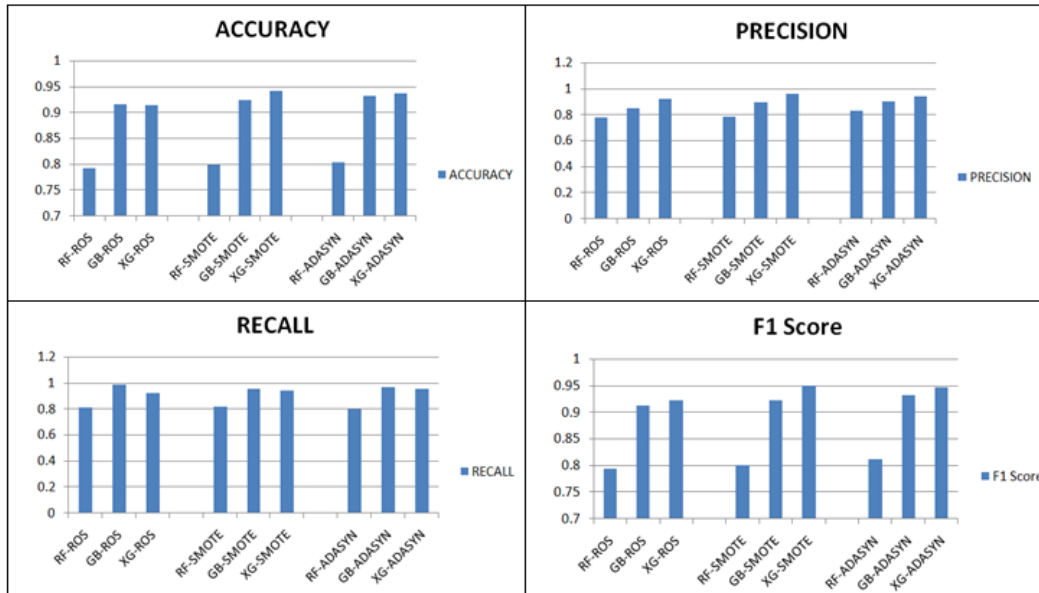 ACCURACY
1
0.95
0.9
0.85
0.8
0.75
0.7
RF-ROS
GB-ROS
XG-ROS
RF-SMOTE
GB-SMOTE
XG-SMOTE
RF-ADASYN
GB-ADASYN
XG-ADASYN
ACCURACY
PRECISION
1.2
1
0.8
0.6
0.4
0.2
0
RF-ROS
GB-ROS
XG-ROS
RF-SMOTE
GB-SMOTE
XG-SMOTE
RF-ADASYN
GB-ADASYN
XG-ADASYN
PRECISION
RECALL
1.2
1
0.8
0.6
0.4
0.2
0
RF-ROS
GB-ROS
XG-ROS
RF-SMOTE
GB-SMOTE
XG-SMOTE
RF-ADASYN
GB-ADASYN
XG-ADASYN
RECALL
F1 Score
1
0.95
0.9
0.85
0.8
0.75
0.7
RF-ROS
GB-ROS
XG-ROS
RF-SMOTE
GB-SMOTE
XG-SMOTE
RF-ADASYN
GB-ADASYN
XG-ADASYN
F1 Score